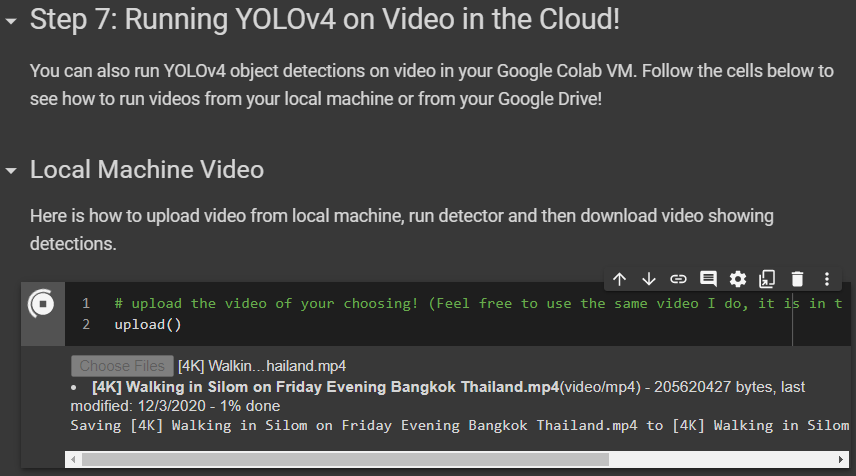 Step 7: Running YOLOv4 on Video in the Cloud!
You can also run YOLOv4 object detections on video in your Google Colab VM. Follow the cells below to
see how to run videos from your local machine or from your Google Drive!
Local Machine Video
Here is how to upload video from local machine, run detector and then download video showing
detections.
1 # upload the video of your choosing! (Feel free to use the same video I do, it is in t
2 upload()
Choose Files [4K] Walkin...hailand.mp4
• [4K] Walking in Silom on Friday Evening Bangkok Thailand.mp4(video/mp4) - 205620427 bytes, last
modified: 12/3/2020 - 1% done
Saving [4K] Walking in Silom on Friday Evening Bangkok Thailand.mp4 to [4K] Walking in Silom